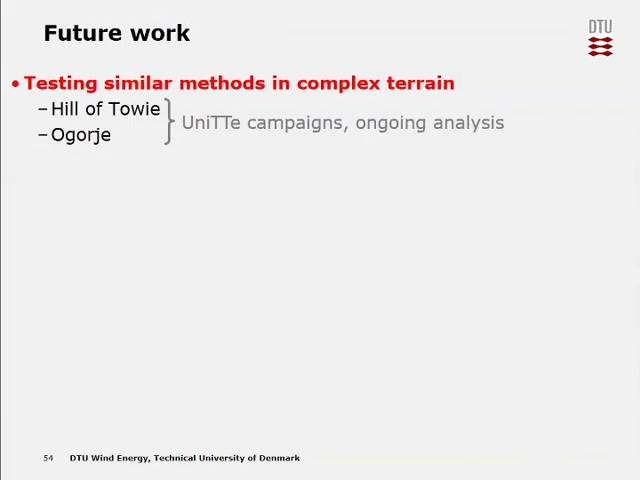 Future work
DTU
• Testing similar methods in complex terrain
– Hill of Towie
– Ogorje
UniTTe campaigns, ongoing analysis
54 DTU Wind Energy, Technical University of Denmark